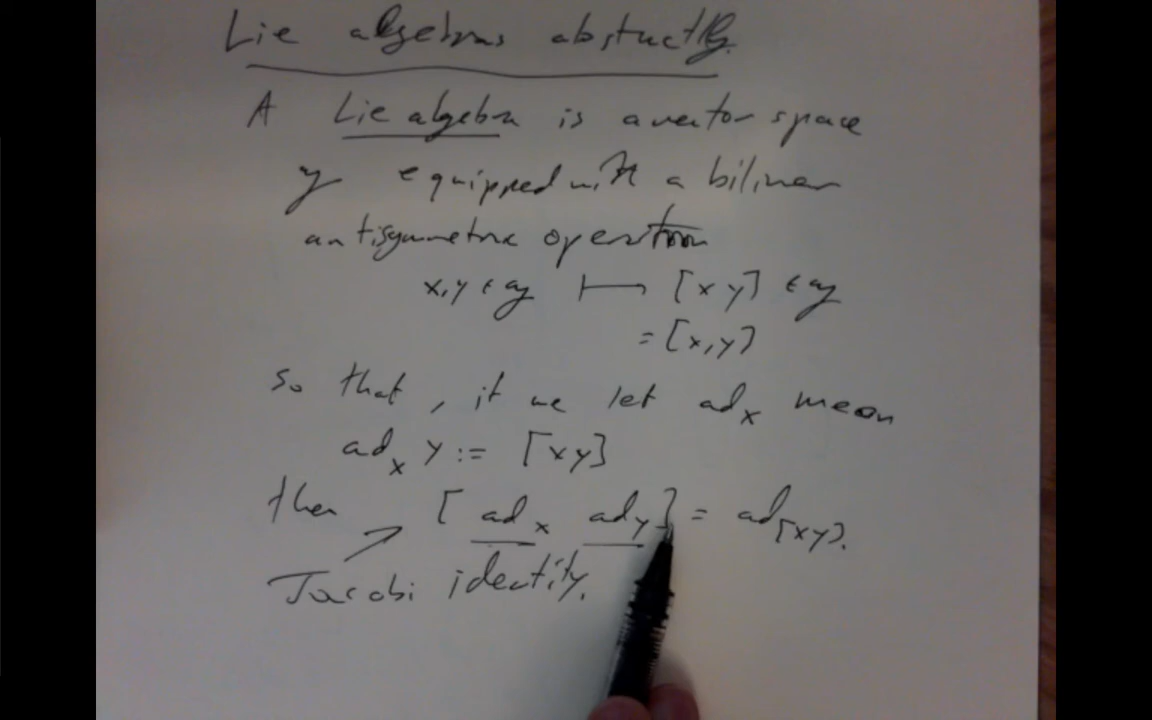 Lie algebras abstractly.
A Lie algebra is a vector space
𝔤 equipped with a bilinear
antisymmetric operation
x, y ∈ 𝔤 ↦ [x y] ∈ 𝔤
= [x, y]
so that, if we let ad_x mean
ad_x y := [x y]
then [ad_x ad_y] = ad_[x y].
Jacobi identity.